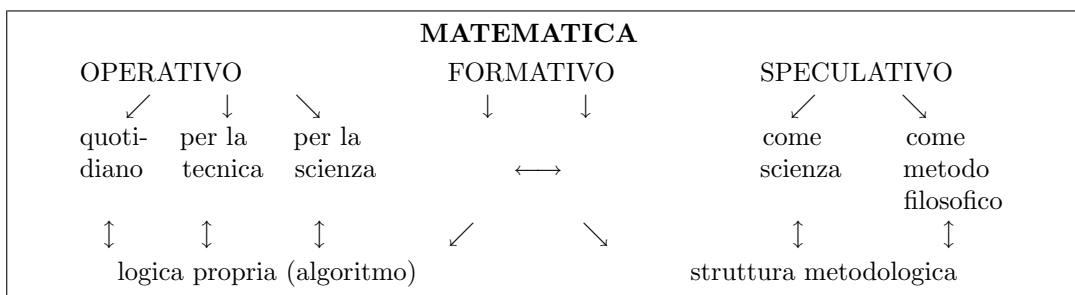 MATEMATICA
OPERATIVO FORMATIVO SPECULATIVO
↙ ↓ ↘ ↓ ↓ ↙ ↘
quoti- per la per la come come
diano tecnica scienza ←→ scienza metodo
filosofico
↕ ↕ ↕ ↙ ↘ ↕ ↕
logica propria (algoritmo) struttura metodologica